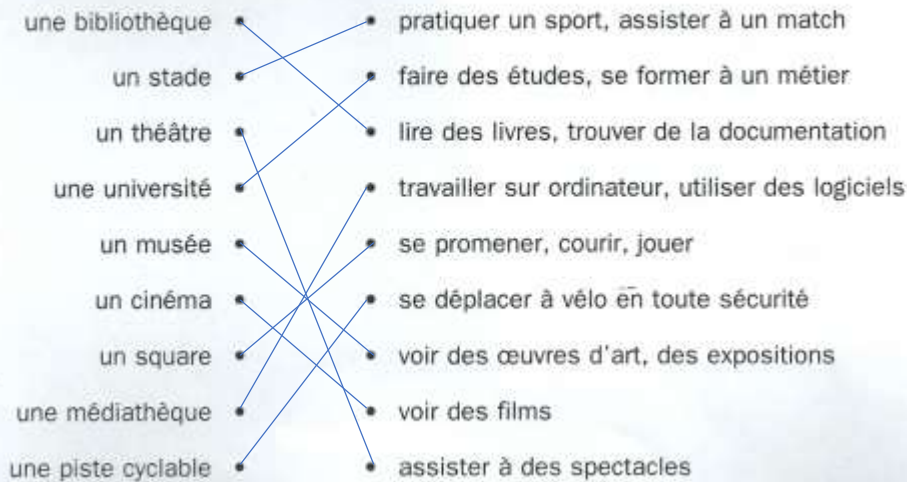 une bibliothèque pratiquer un sport, assister à un match
un stade faire des études, se former à un métier
un théâtre lire des livres, trouver de la documentation
une université travailler sur ordinateur, utiliser des logiciels
un musée se promener, courir, jouer
un cinéma se déplacer à vélo en toute sécurité
un square voir des œuvres d'art, des expositions
une médiathèque voir des films
une piste cyclable assister à des spectacles